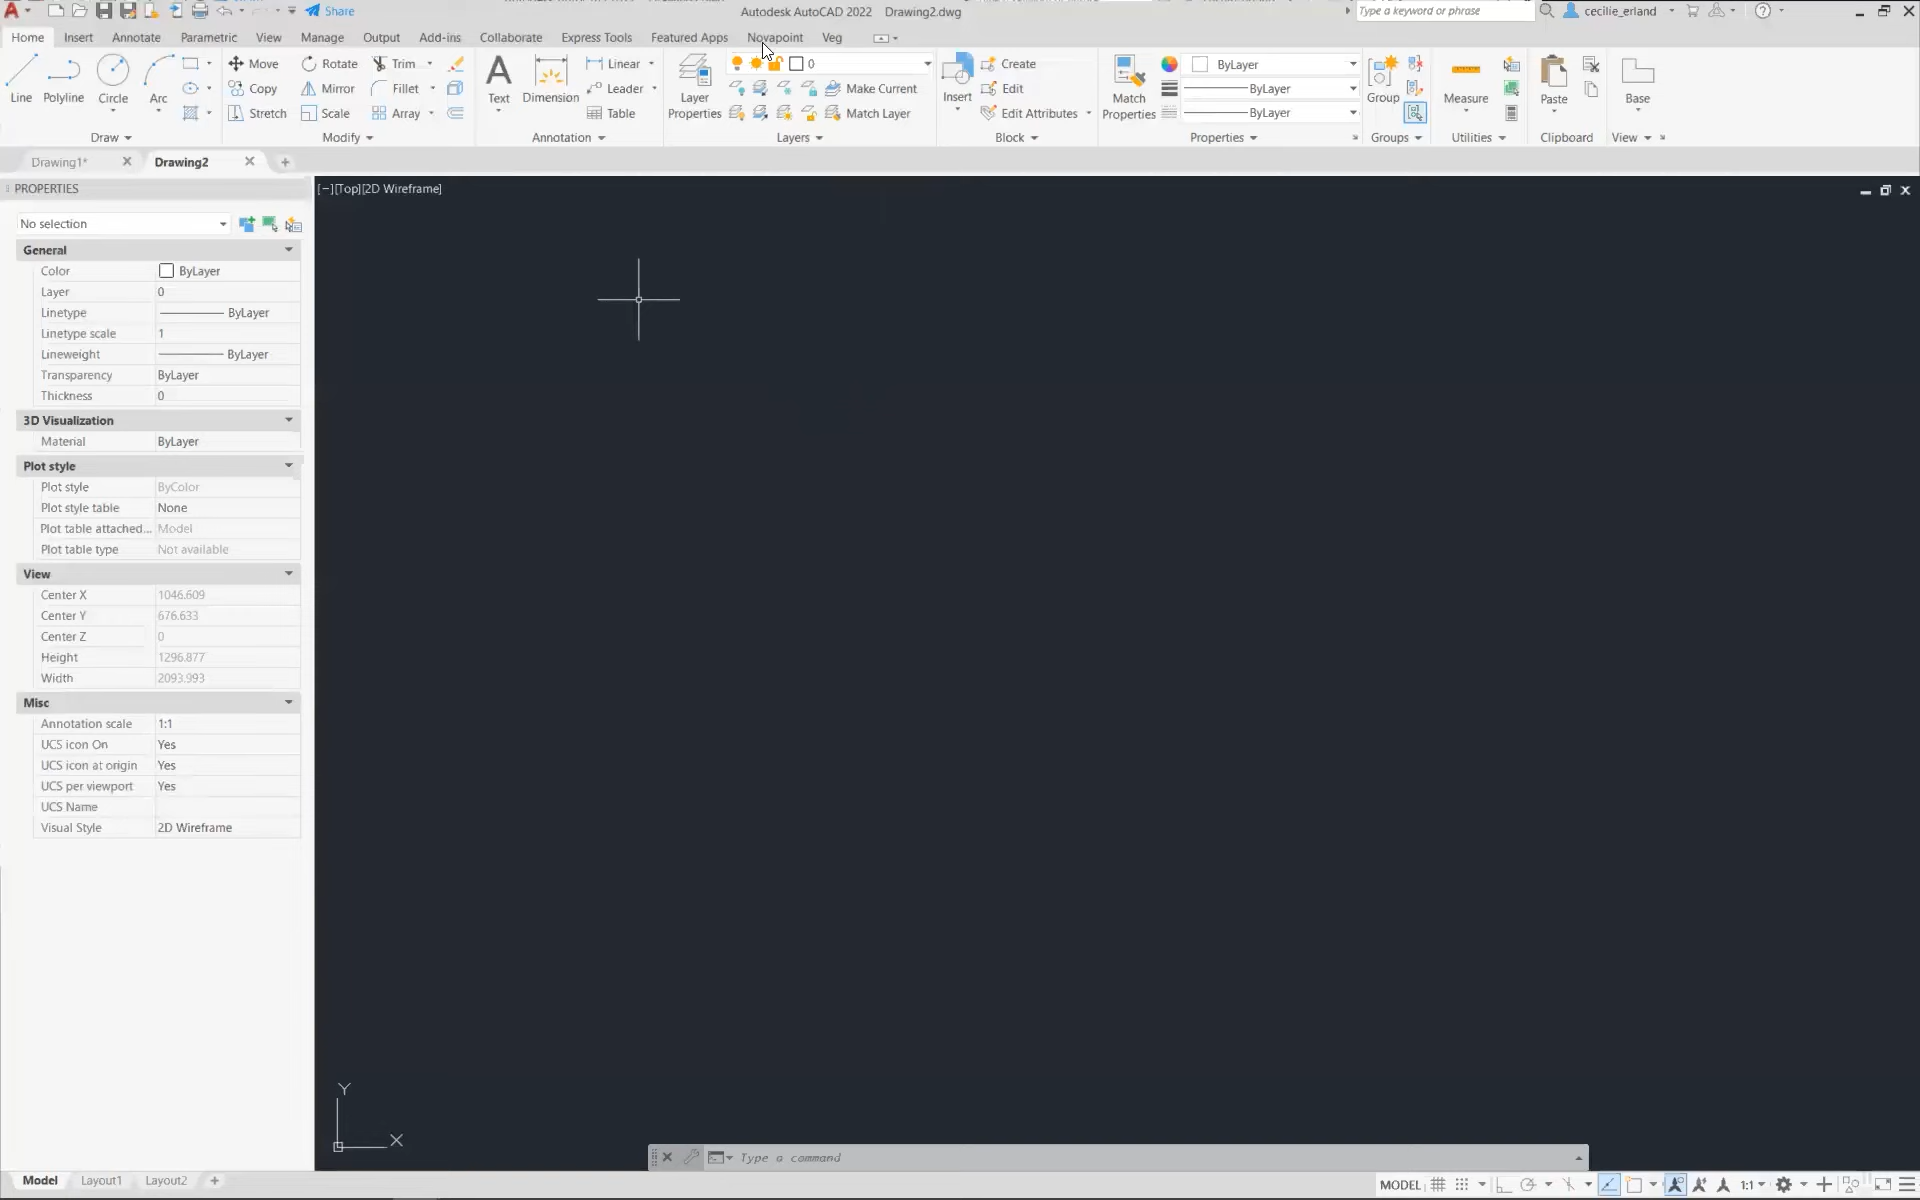 Share
Autodesk AutoCAD 2022 Drawing2.dwg
Type a keyword or phrase
cecilie_erland
Home Insert Annotate Parametric View Manage Output Add-ins Collaborate Express Tools Featured Apps Novapoint Veg
Line Polyline Circle Arc
Move Rotate Trim
Copy Mirror Fillet
Stretch Scale Array
Text Dimension
Linear
Leader
Table
Layer
Properties
0
Make Current
Match Layer
Insert
Create
Edit
Edit Attributes
Match
Properties
ByLayer
ByLayer
ByLayer
Group
Measure
Paste
Base
Draw Modify Annotation Layers Block Properties Groups Utilities Clipboard View
Drawing1* Drawing2
PROPERTIES
[−][Top][2D Wireframe]
No selection
General
Color ByLayer
Layer 0
Linetype ByLayer
Linetype scale 1
Lineweight ByLayer
Transparency ByLayer
Thickness 0
3D Visualization
Material ByLayer
Plot style
Plot style ByColor
Plot style table None
Plot table attached... Model
Plot table type Not available
View
Center X 1046.609
Center Y 676.633
Center Z 0
Height 1296.877
Width 2093.993
Misc
Annotation scale 1:1
UCS icon On Yes
UCS icon at origin Yes
UCS per viewport Yes
UCS Name
Visual Style 2D Wireframe
Y
X
Type a command
Model Layout1 Layout2
MODEL 1:1